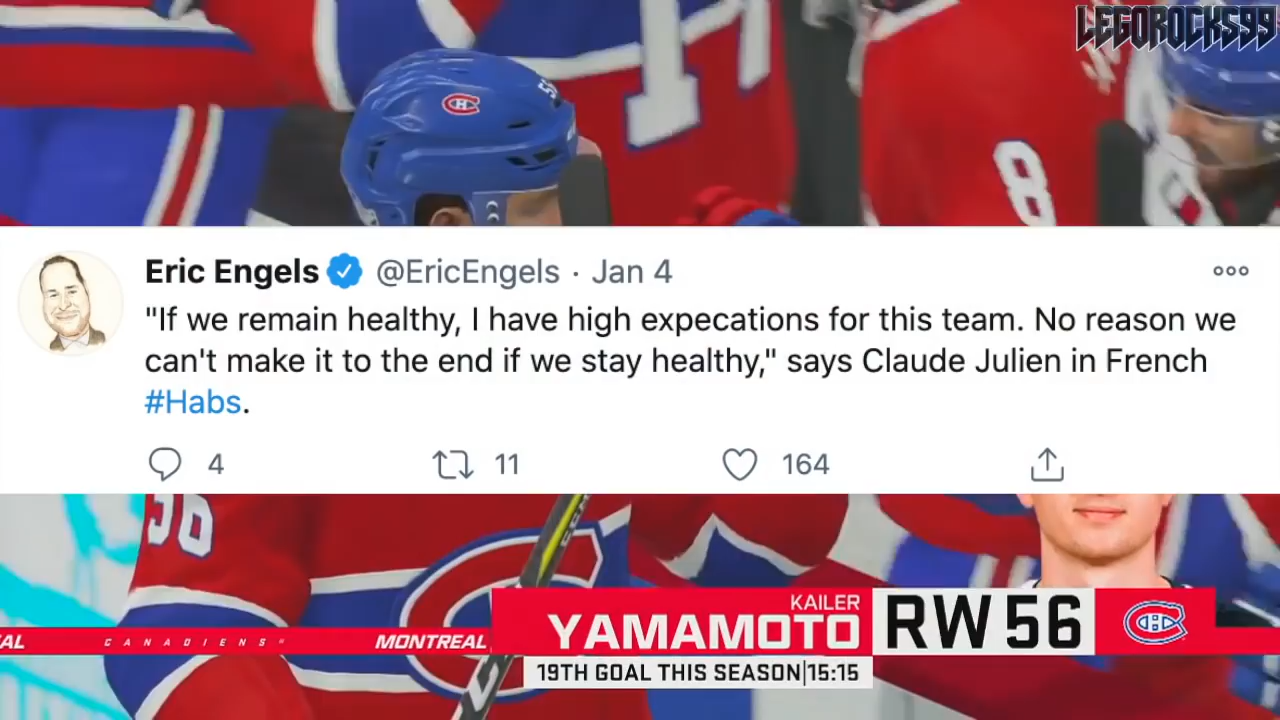 LEGOROCKS99
8
Eric Engels @EricEngels · Jan 4
"If we remain healthy, I have high expecations for this team. No reason we
can't make it to the end if we stay healthy," says Claude Julien in French
#Habs.
4 11 164
56
KAILER
YAMAMOTO RW 56
CANADIENS MONTREAL
19TH GOAL THIS SEASON|15:15